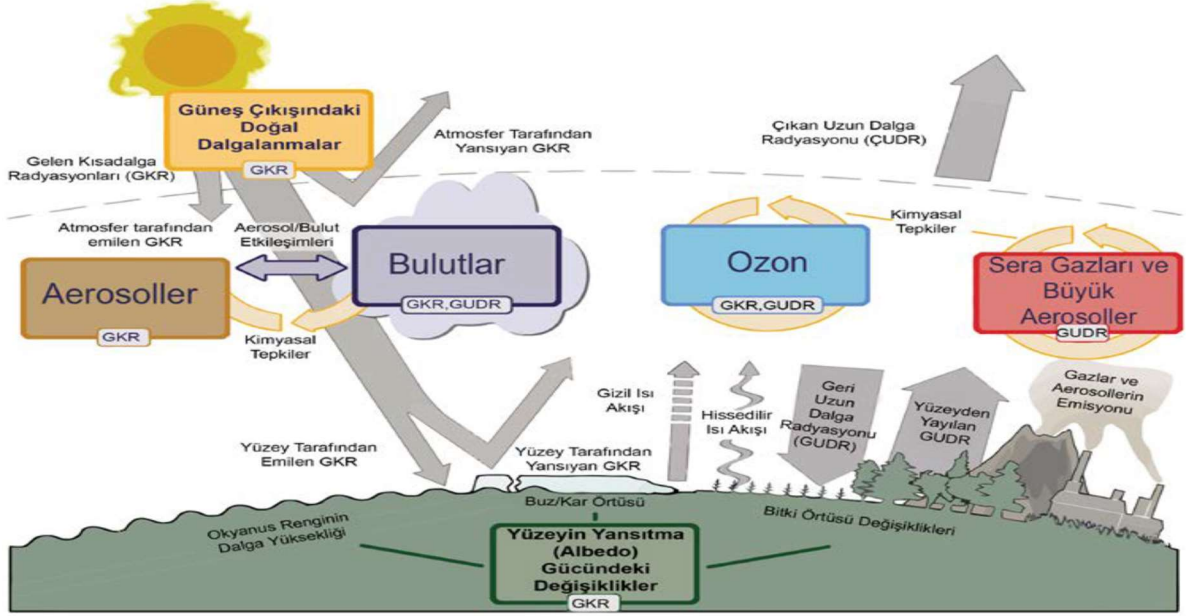 Güneş Çıkışındaki
Doğal
Dalgalanmalar
GKR
Gelen Kısadalga
Radyasyonları (GKR)
Atmosfer Tarafından
Yansıyan GKR
Çıkan Uzun Dalga
Radyasyonu (ÇUDR)
Atmosfer tarafından
emilen GKR
Aerosol/Bulut
Etkileşimleri
Kimyasal
Tepkiler
Aerosoller
GKR
Bulutlar
GKR,GUDR
Ozon
GKR,GUDR
Sera Gazları ve
Büyük
Aerosoller
GUDR
Kimyasal
Tepkiler
Gizil Isı
Akışı
Hissedilir
Isı Akışı
Geri
Uzun
Dalga
Radyasyonu
(GUDR)
Yüzeyden
Yayılan
GUDR
Gazlar ve
Aerosollerin
Emisyonu
Yüzey Tarafından
Emilen GKR
Yüzey Tarafından
Yansıyan GKR
Buz/Kar Örtüsü
Okyanus Renginin
Dalga Yüksekliği
Bitki Örtüsü Değişiklikleri
Yüzeyin Yansıtma
(Albedo)
Gücündeki
Değişiklikler
GKR